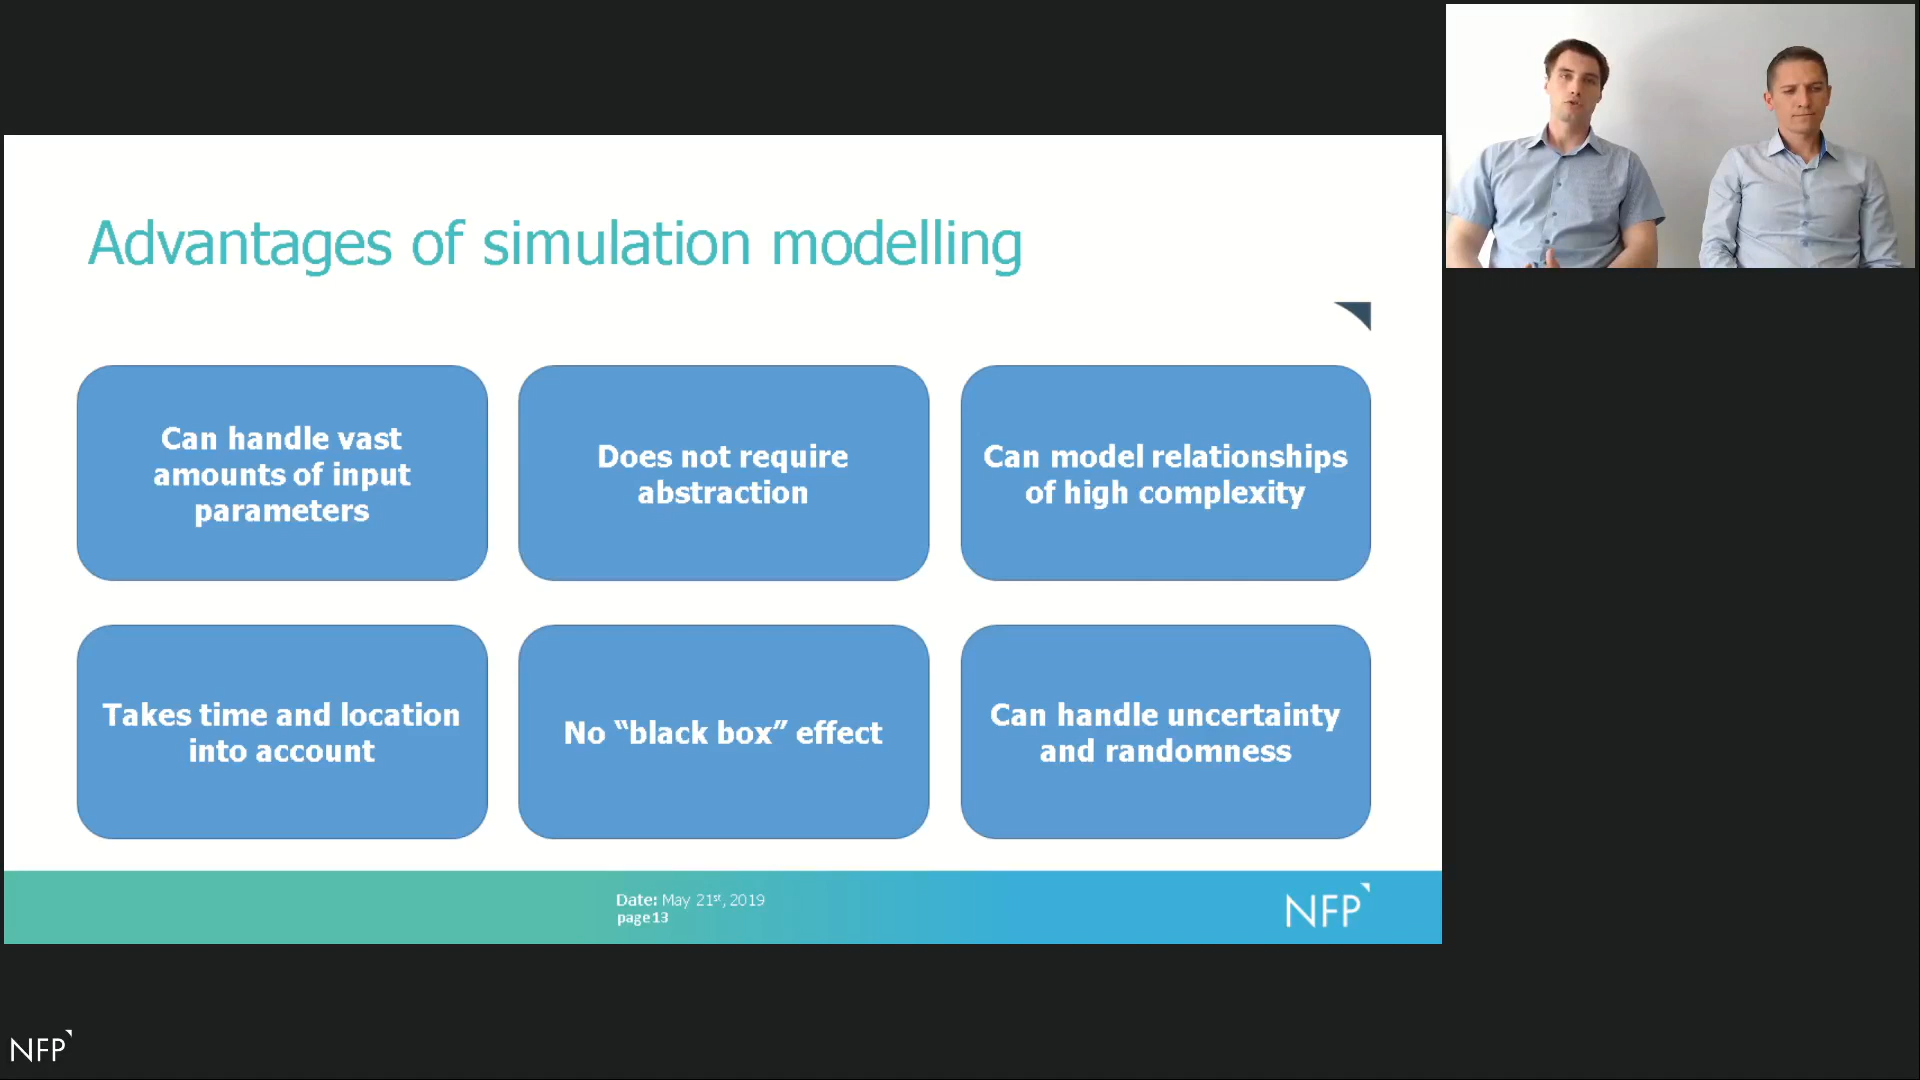 Advantages of simulation modelling
Can handle vast
amounts of input
parameters
Does not require
abstraction
Can model relationships
of high complexity
Takes time and location
into account
No “black box” effect
Can handle uncertainty
and randomness
Date: May 21st, 2019
page 13
NFP
NFP